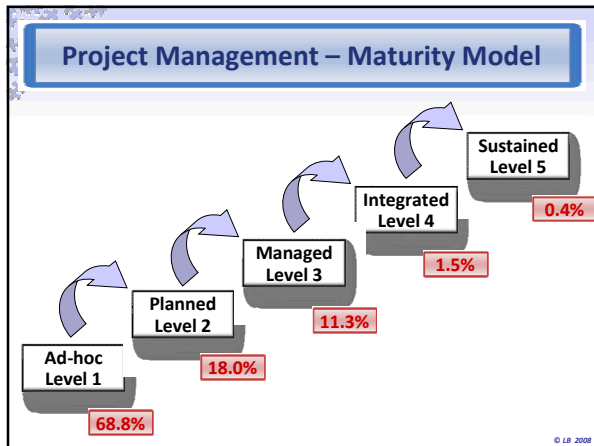 Project Management – Maturity Model
Sustained
Level 5
0.4%
Integrated
Level 4
1.5%
Managed
Level 3
11.3%
Planned
Level 2
18.0%
Ad-hoc
Level 1
68.8%
© LB 2008